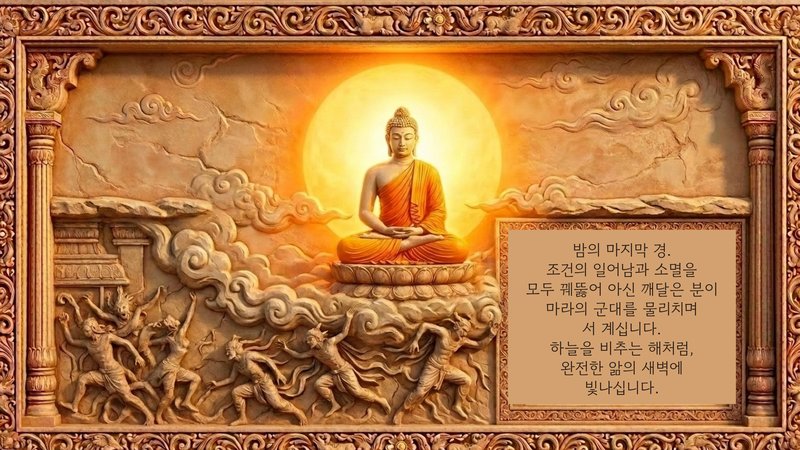 밤의 마지막 경.
조건의 일어남과 소멸을
모두 꿰뚫어 아신 깨달은 분이
마라의 군대를 물리치며
서 계십니다.
하늘을 비추는 해처럼,
완전한 앎의 새벽에
빛나십니다.